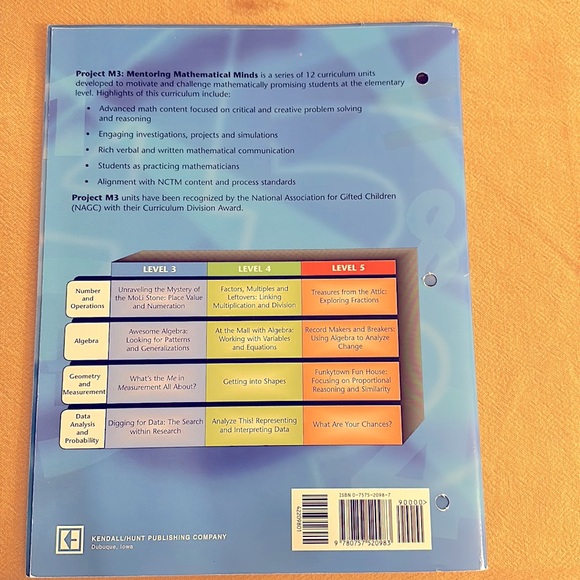 Project M3: Mentoring Mathematical Minds is a series of 12 curriculum units
developed to motivate and challenge mathematically promising students at the elementary
level. Highlights of this curriculum include:
• Advanced math content focused on critical and creative problem solving
and reasoning
• Engaging investigations, projects and simulations
• Rich verbal and written mathematical communication
• Students as practicing mathematicians
• Alignment with NCTM content and process standards
Project M3 units have been recognized by the National Association for Gifted Children
(NAGC) with their Curriculum Division Award.
LEVEL 3 LEVEL 4 LEVEL 5
Number
and
Operations
Unraveling the Mystery of
the MoLi Stone: Place Value
and Numeration
Factors, Multiples and
Leftovers: Linking
Multiplication and Division
Treasures from the Attic:
Exploring Fractions
Algebra
Awesome Algebra:
Looking for Patterns
and Generalizations
At the Mall with Algebra:
Working with Variables
and Equations
Record Makers and Breakers:
Using Algebra to Analyze
Change
Geometry
and
Measurement
What's the Me in
Measurement All About?
Getting into Shapes
Funkytown Fun House:
Focusing on Proportional
Reasoning and Similarity
Data
Analysis
and
Probability
Digging for Data: The Search
within Research
Analyze This! Representing
and Interpreting Data
What Are Your Chances?
ISBN 0-7575-2098-7
90000>
9 780757 520983
KENDALL/HUNT PUBLISHING COMPANY
Dubuque, Iowa